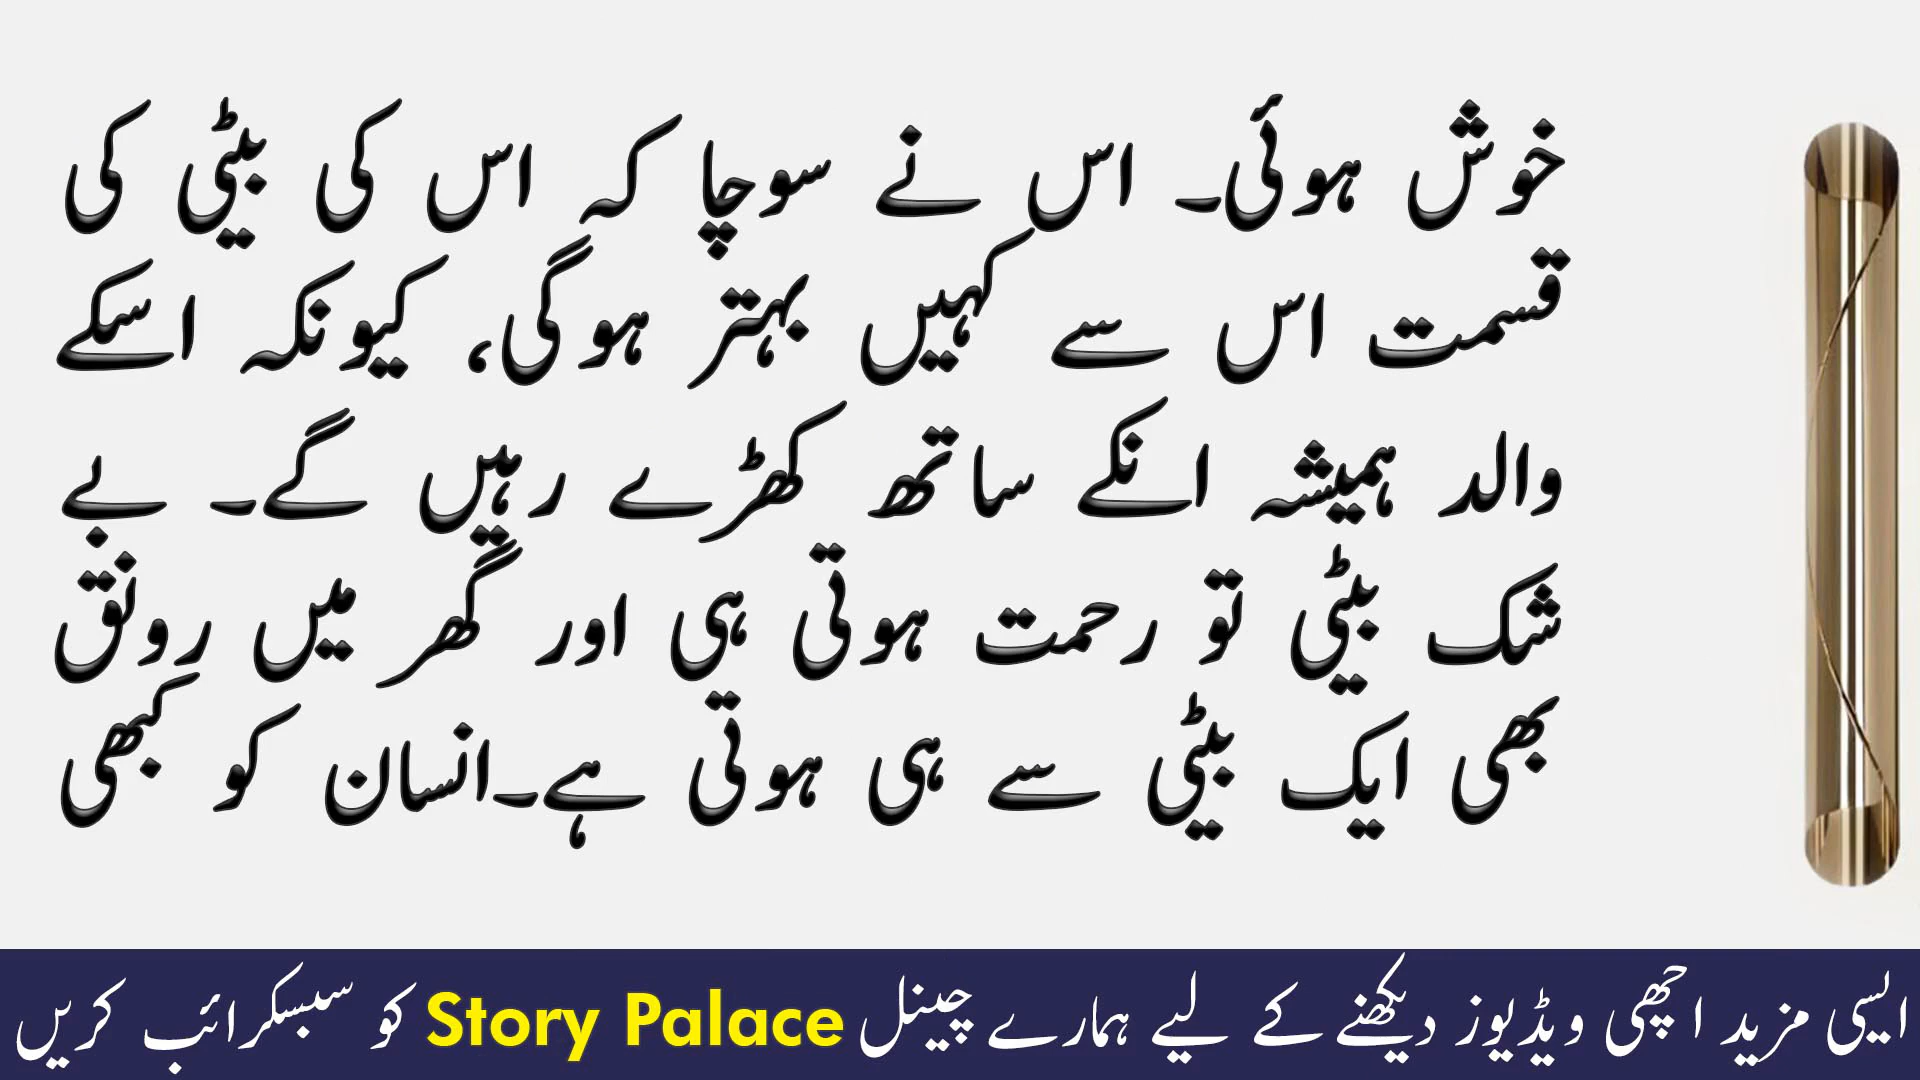 خوش ہوئی۔ اس نے سوچا کہ اس کی بیٹی کی
قسمت اس سے کہیں بہتر ہوگی، کیونکہ اسکے
والد ہمیشہ انکے ساتھ کھڑے رہیں گے۔ بے
شک بیٹی تو رحمت ہوتی ہی اور گھر میں رونق
بھی ایک بیٹی سے ہی ہوتی ہے۔انسان کو کبھی
ایسی مزید اچھی ویڈیوز دیکھنے کے لیے ہمارے چینل Story Palace کو سبسکرائب کریں